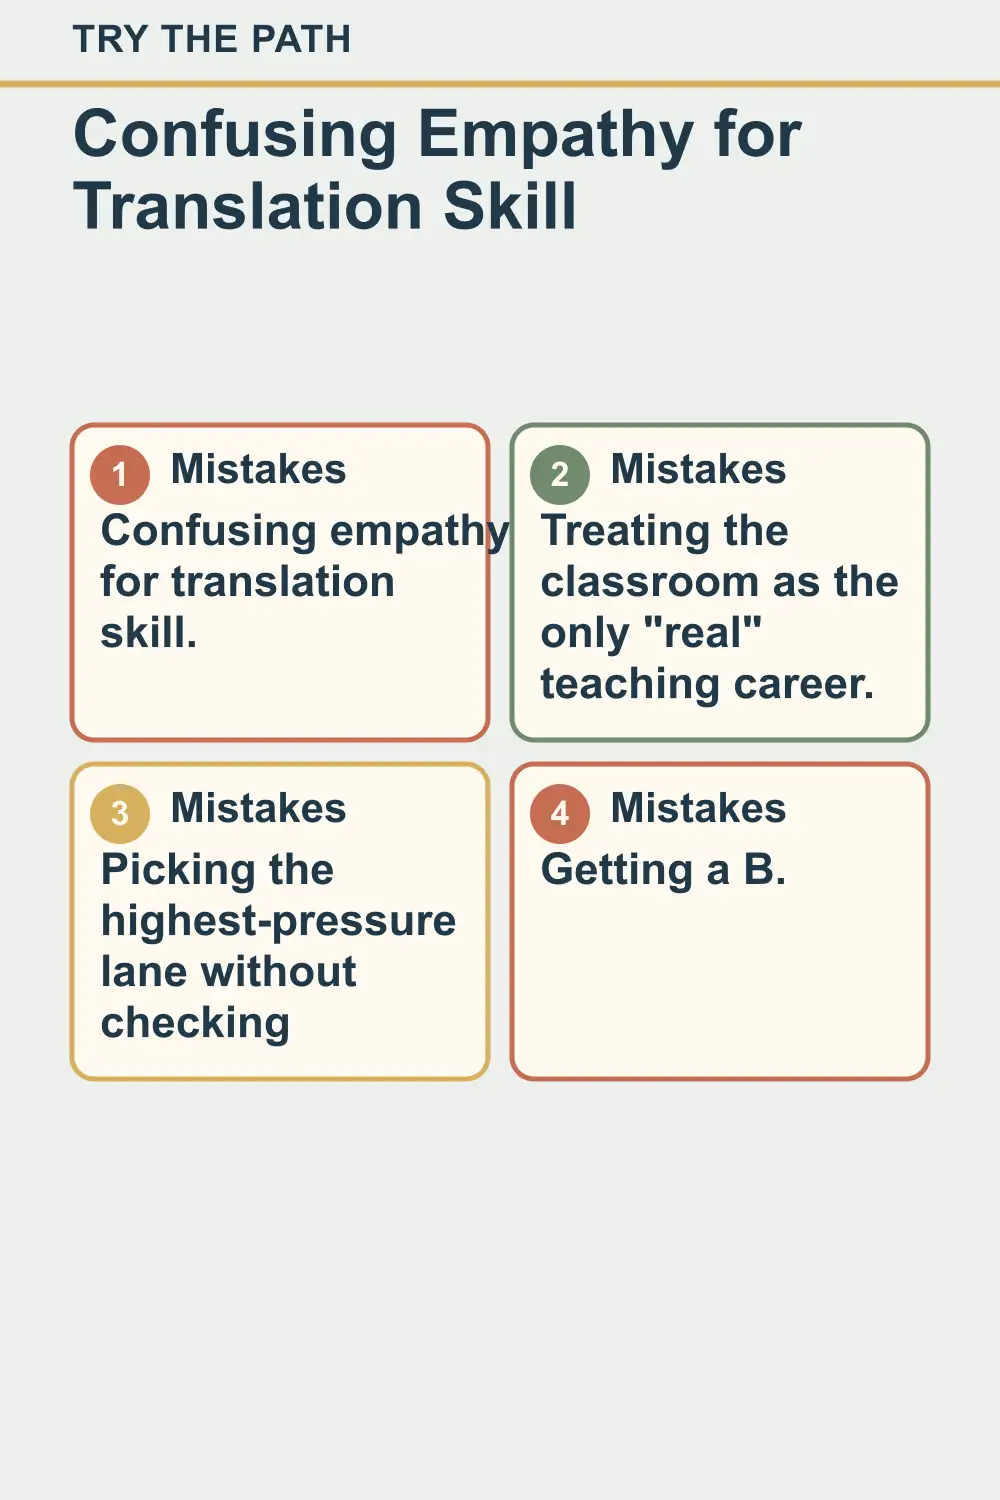 TRY THE PATH
Confusing Empathy for
Translation Skill
1 Mistakes
Confusing empathy
for translation
skill.
2 Mistakes
Treating the
classroom as the
only "real"
teaching career.
3 Mistakes
Picking the
highest-pressure
lane without
checking
4 Mistakes
Getting a B.